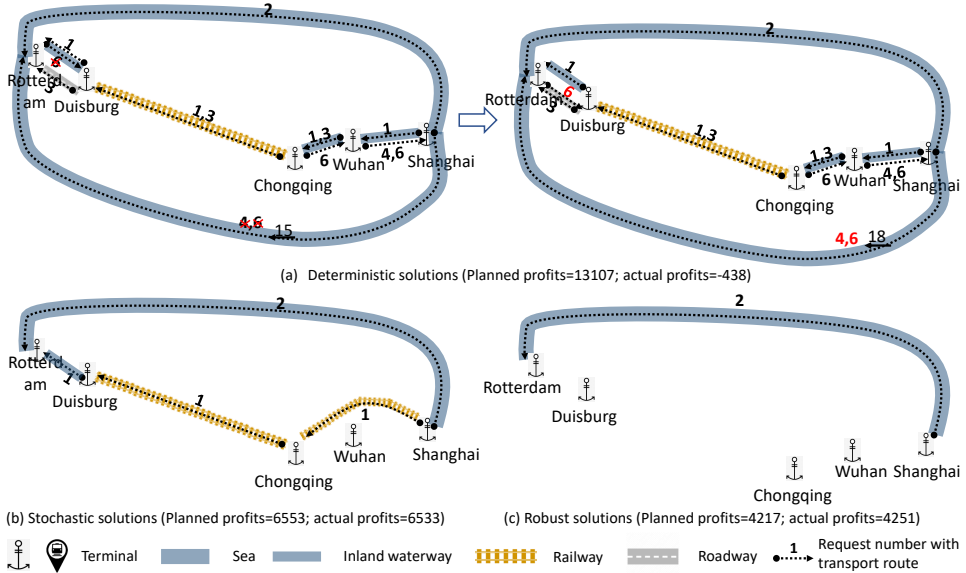 2
2
1
6
Rotterd
am
3
Duisburg
1,3
1,3
1
6
Wuhan
4,6
Shanghai
Chongqing
4,6
15
1
Rotterdam
6
3
Duisburg
1,3
1,3
1
6
Wuhan
4,6
Shanghai
Chongqing
4,6
18
(a) Deterministic solutions (Planned profits=13107; actual profits=-438)
2
Rotterd
am
1
Duisburg
1
1
Wuhan
Shanghai
Chongqing
2
Rotterdam
Duisburg
Wuhan
Shanghai
Chongqing
(b) Stochastic solutions (Planned profits=6553; actual profits=6533)
(c) Robust solutions (Planned profits=4217; actual profits=4251)
Terminal
Sea
Inland waterway
Railway
Roadway
1
Request number with
transport route